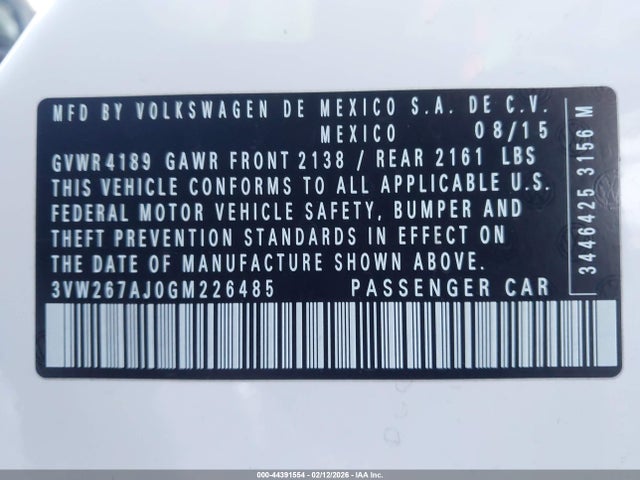 MFD BY VOLKSWAGEN DE MEXICO S.A. DE C.V.
MEXICO 08/15
GVWR4189 GAWR FRONT 2138 / REAR 2161 LBS
THIS VEHICLE CONFORMS TO ALL APPLICABLE U.S.
FEDERAL MOTOR VEHICLE SAFETY, BUMPER AND
THEFT PREVENTION STANDARDS IN EFFECT ON
THE DATE OF MANUFACTURE SHOWN ABOVE.
3VW267AJ0GM226485 PASSENGER CAR
3446425 3156 M
000-44391554 - 02/12/2026 - IAA Inc.